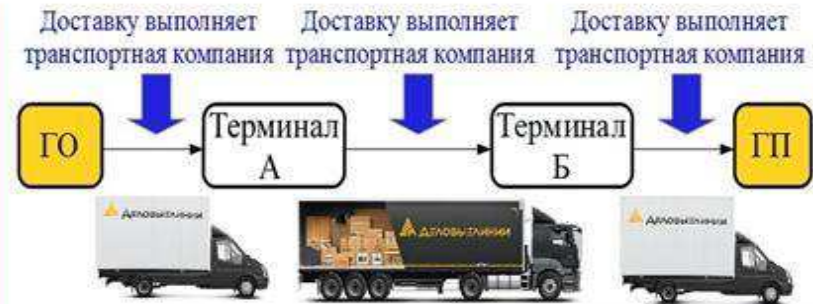 Доставку выполняет
транспортная компания
Доставку выполняет
транспортная компания
Доставку выполняет
транспортная компания
ГО
Терминал
А
Терминал
Б
ГП
ДЕЛОВЫЕ ЛИНИИ
ДЕЛОВЫЕ ЛИНИИ
ДЕЛОВЫЕ ЛИНИИ